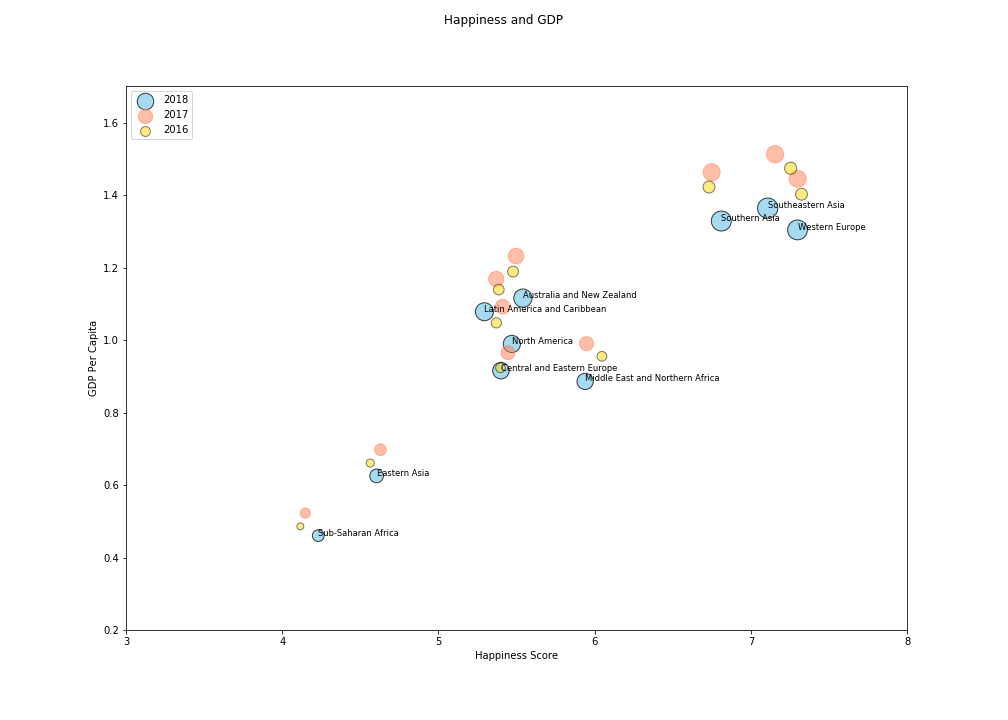 Happiness and GDP
2018
2017
2016
1.6
1.4
1.2
1.0
0.8
0.6
0.4
0.2
GDP Per Capita
Southeastern Asia
Southern Asia
Western Europe
Australia and New Zealand
Latin America and Caribbean
North America
Central and Eastern Europe
Middle East and Northern Africa
Eastern Asia
Sub-Saharan Africa
3 4 5 6 7 8
Happiness Score